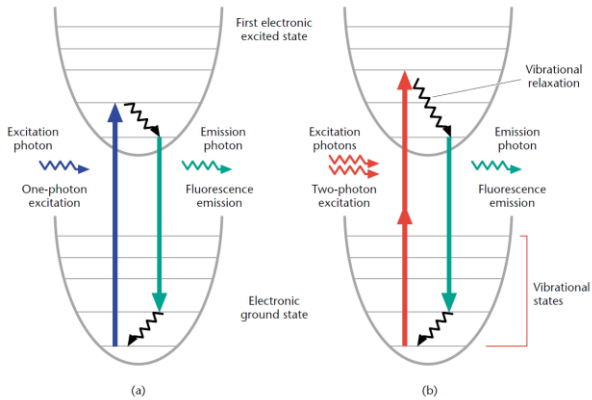 First electronic
excited state
Excitation
photon
One-photon
excitation
Emission
photon
Fluorescence
emission
Electronic
ground state
(a)
Vibrational
relaxation
Excitation
photons
Two-photon
excitation
Emission
photon
Fluorescence
emission
Vibrational
states
(b)